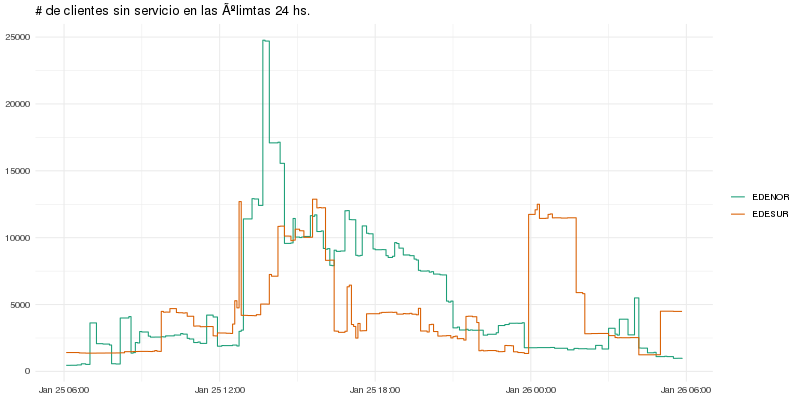 # de clientes sin servicio en las Ãºlimtas 24 hs.
25000
20000
15000
10000
5000
0
Jan 25 06:00
Jan 25 12:00
Jan 25 18:00
Jan 26 00:00
Jan 26 06:00
EDENOR
EDESUR